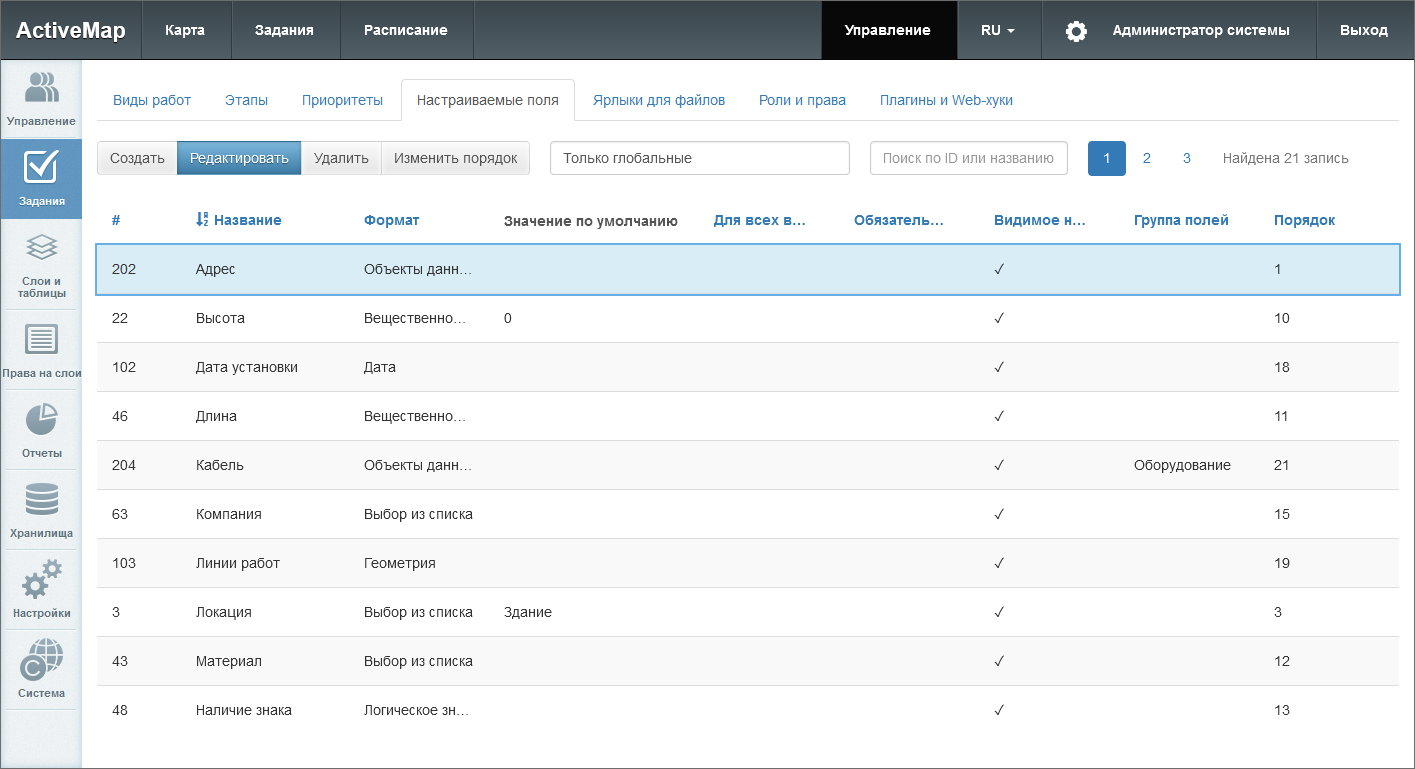 ActiveMap Карта Задания Расписание Управление RU Администратор системы Выход
Управление
Задания
Слои и
таблицы
Права на слои
Отчеты
Хранилища
Настройки
Система
Виды работ Этапы Приоритеты Настраиваемые поля Ярлыки для файлов Роли и права Плагины и Web-хуки
Создать Редактировать Удалить Изменить порядок Только глобальные Поиск по ID или названию 1 2 3 Найдена 21 запись
# Название Формат Значение по умолчанию Для всех в... Обязатель... Видимое н... Группа полей Порядок
202 Адрес Объекты данн... ✓ 1
22 Высота Вещественно... 0 ✓ 10
102 Дата установки Дата ✓ 18
46 Длина Вещественно... ✓ 11
204 Кабель Объекты данн... ✓ Оборудование 21
63 Компания Выбор из списка ✓ 15
103 Линии работ Геометрия ✓ 19
3 Локация Выбор из списка Здание ✓ 3
43 Материал Выбор из списка ✓ 12
48 Наличие знака Логическое зн... ✓ 13